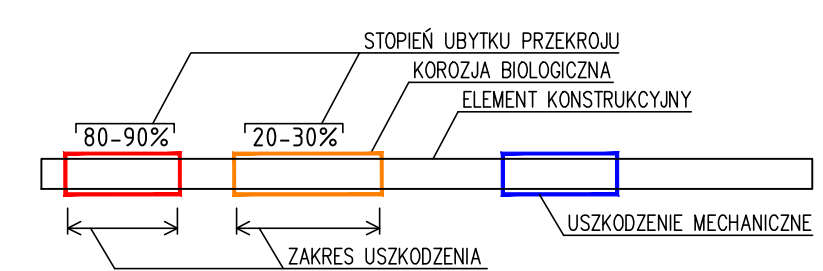 STOPIEŃ UBYTKU PRZEKROJU
KOROZJA BIOLOGICZNA
ELEMENT KONSTRUKCYJNY
80-90%
20-30%
USZKODZENIE MECHANICZNE
ZAKRES USZKODZENIA